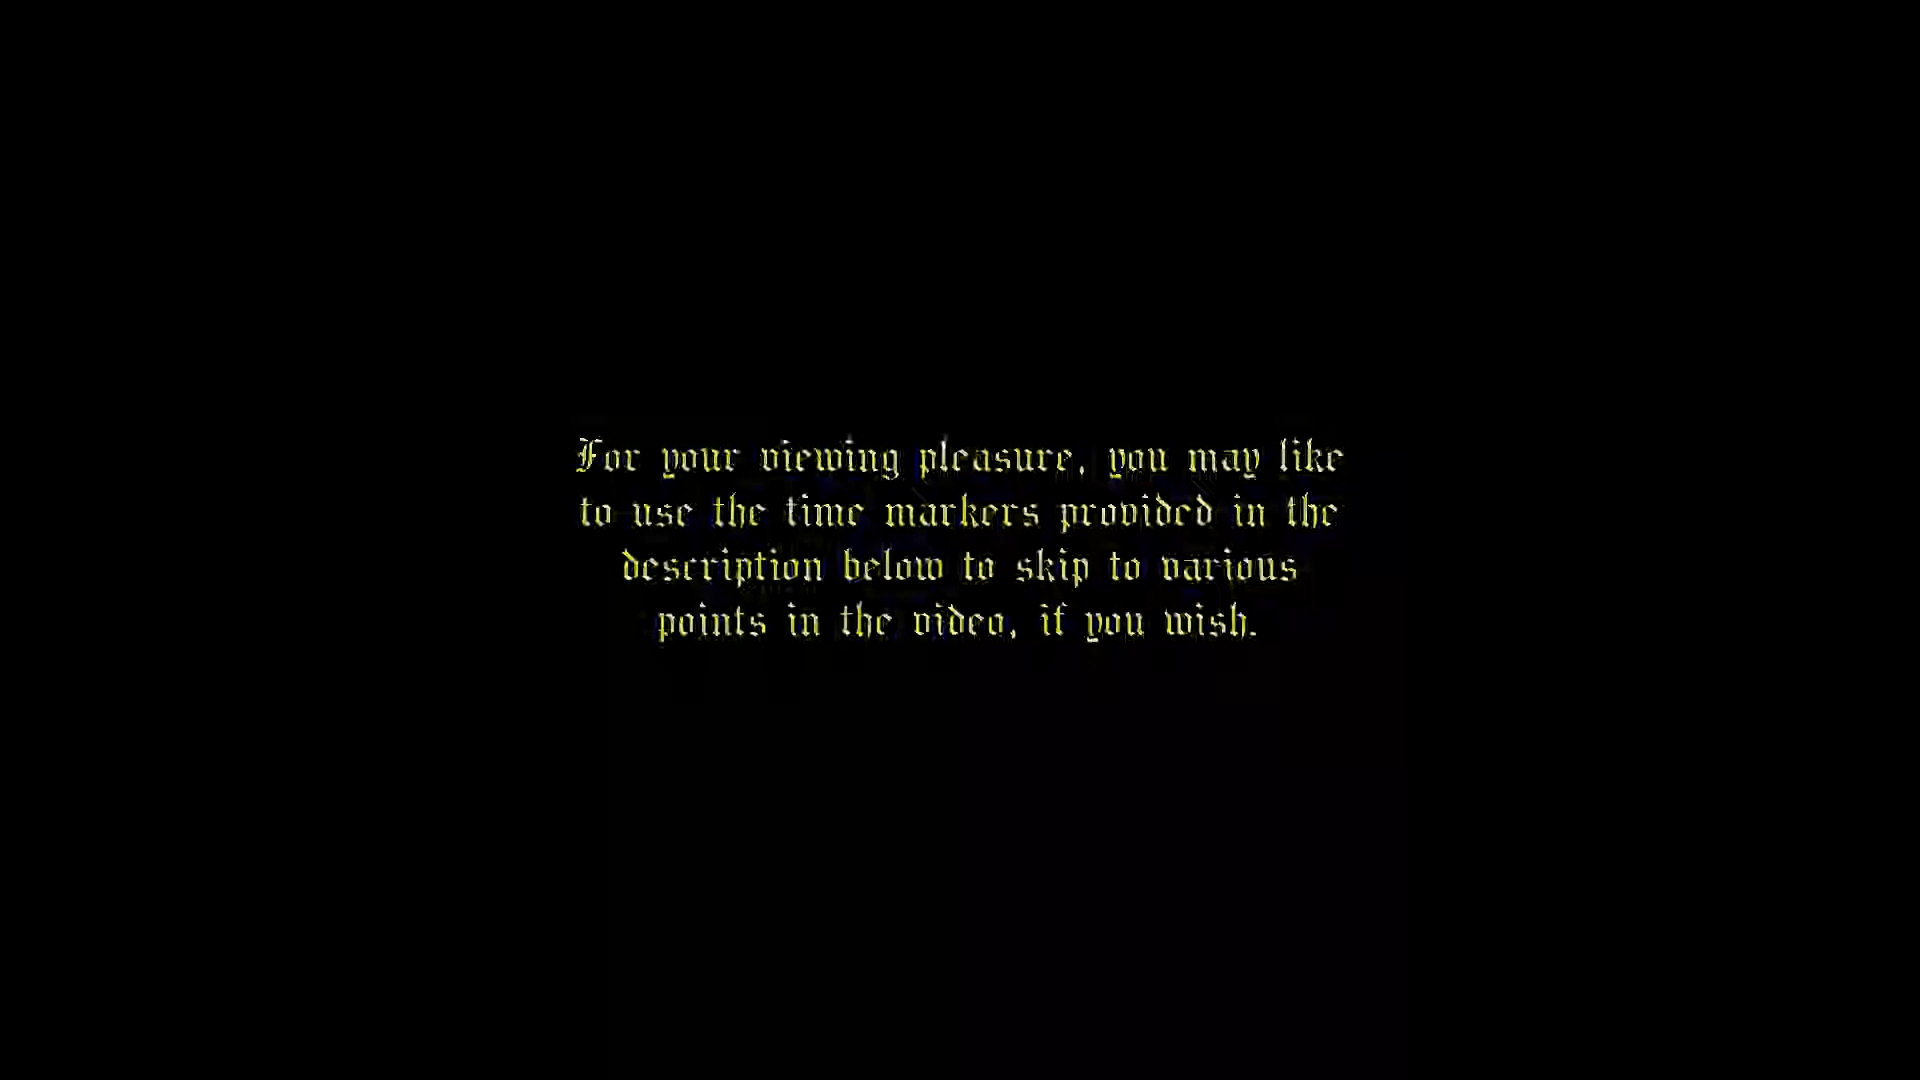 For your viewing pleasure, you may like
to use the time markers provided in the
description below to skip to various
points in the video, if you wish.